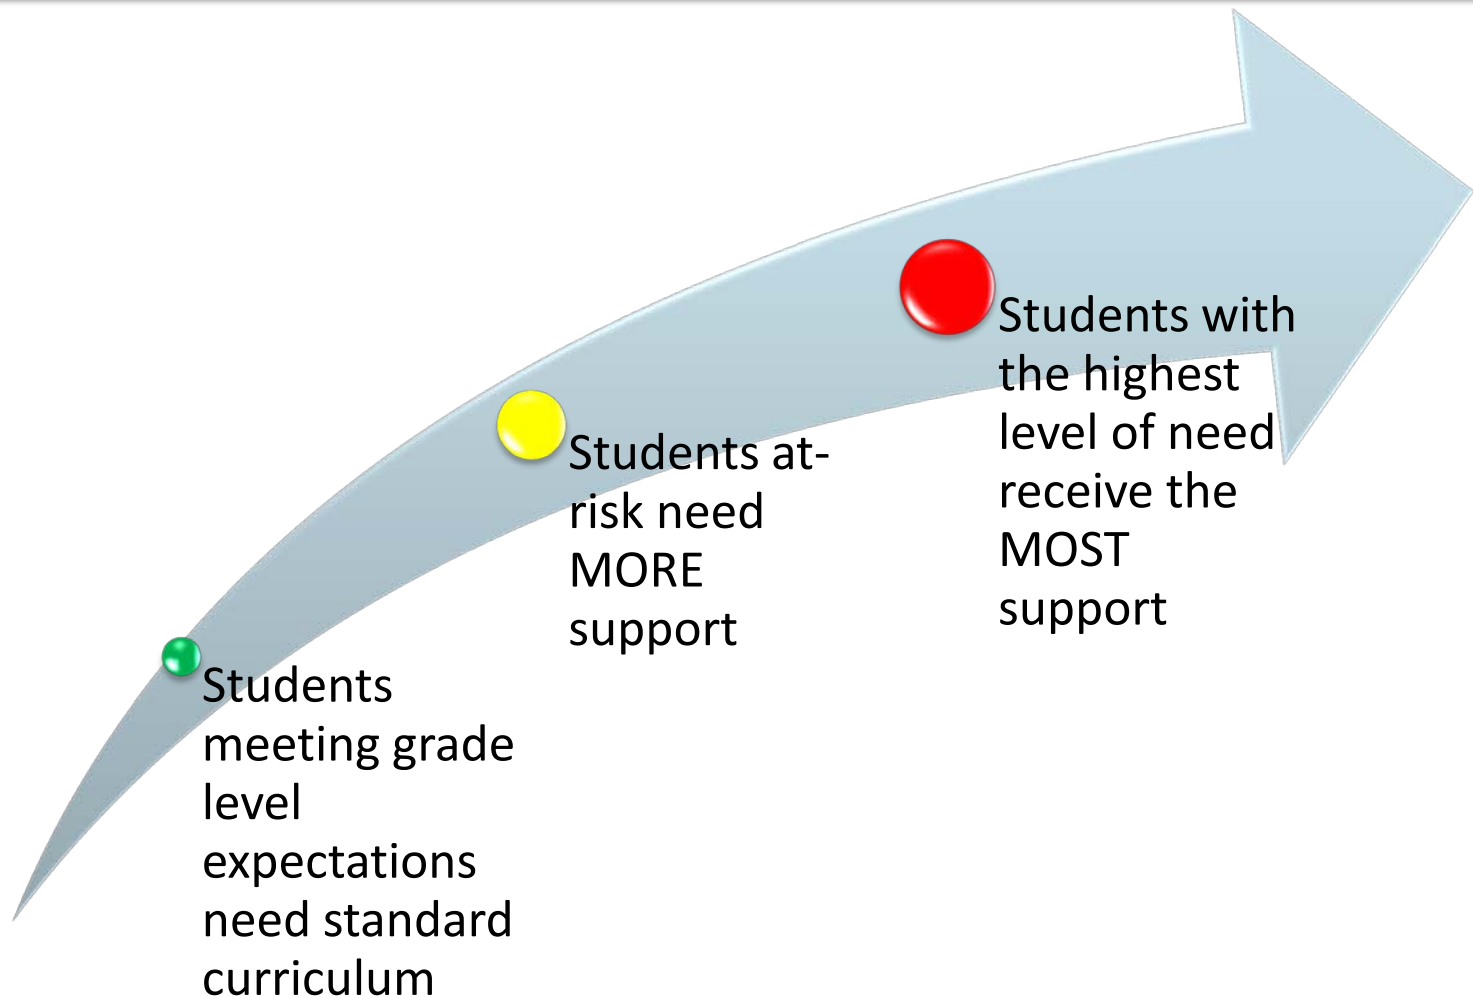 Students
meeting grade
level
expectations
need standard
curriculum
Students at-
risk need
MORE
support
Students with
the highest
level of need
receive the
MOST
support